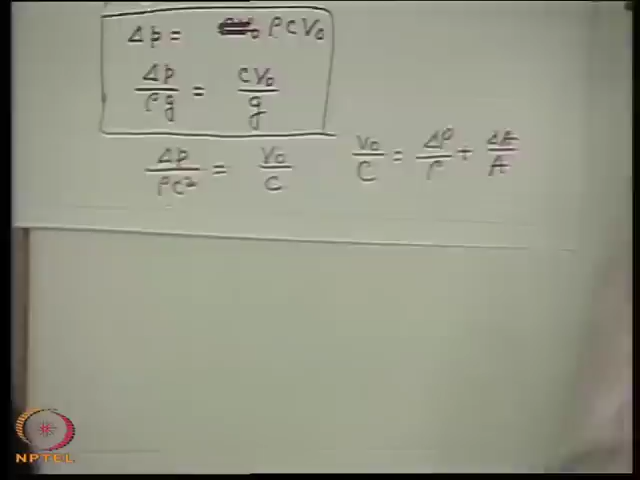 Δp = ρCV₀
Δp/ρg = CV₀/g
Δp/ρC² = V₀/C V₀/C = Δρ/ρ + ΔA/A
NPTEL